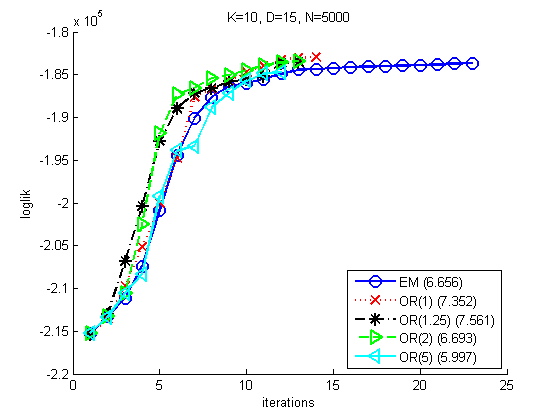 K=10, D=15, N=5000
x 10^5
-1.8
-1.85
-1.9
-1.95
-2
-2.05
-2.1
-2.15
-2.2
loglik
EM (6.656)
OR(1) (7.352)
OR(1.25) (7.561)
OR(2) (6.693)
OR(5) (5.997)
0
5
10
15
20
25
iterations